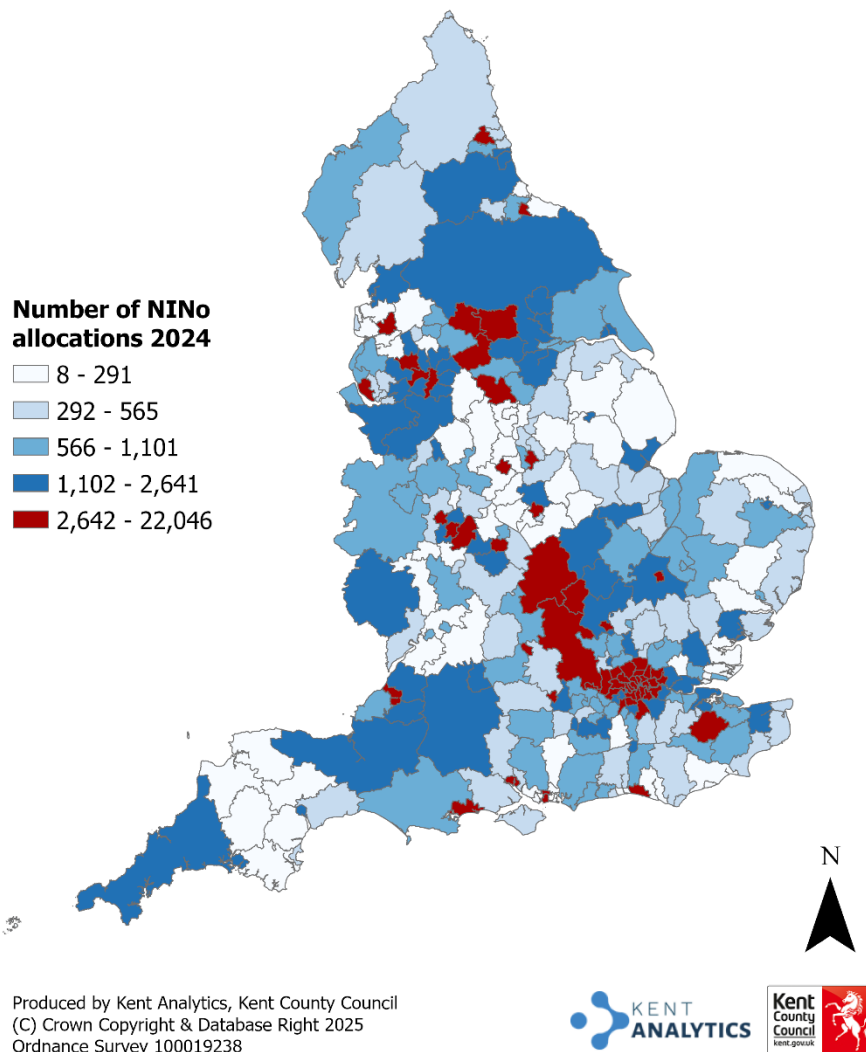 Number of NINo
allocations 2024
8 - 291
292 - 565
566 - 1,101
1,102 - 2,641
2,642 - 22,046
N
Produced by Kent Analytics, Kent County Council
(C) Crown Copyright & Database Right 2025
Ordnance Survey 100019238
KENT
ANALYTICS
Kent
County
Council
kent.gov.uk